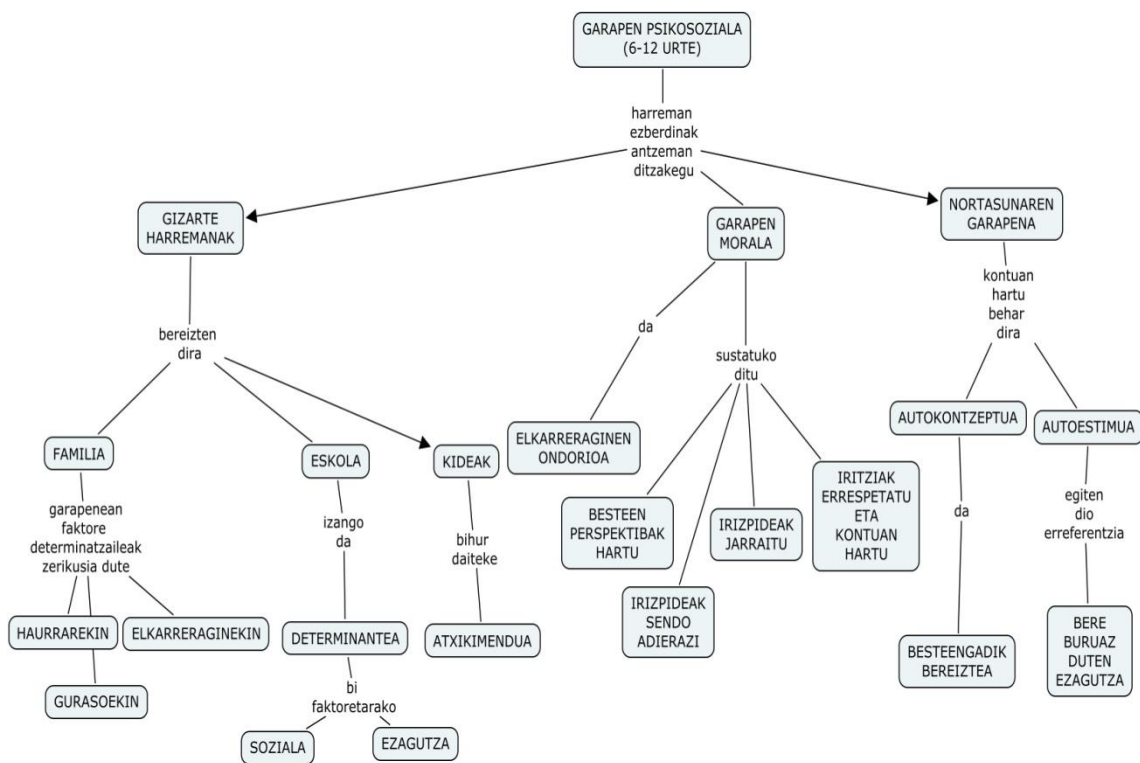 GARAPEN PSIKOSOZIALA
(6-12 URTE)
harreman
ezberdinak
antzeman
ditzakegu
GIZARTE
HARREMANAK
GARAPEN
MORALA
NORTASUNAREN
GARAPENA
bereizten
dira
da
sustatuko
ditu
kontuan
hartu
behar
dira
FAMILIA
ESKOLA
KIDEAK
ELKARRERAGINEN
ONDORIOA
BESTEEN
PERSPEKTIBAK
HARTU
IRIZPIDEAK
SENDO
ADIERAZI
IRIZPIDEAK
JARRAITU
IRITZIAK
ERRESPETATU
ETA
KONTUAN
HARTU
AUTOKONTZEPTUA
AUTOESTIMUA
garapenean
faktore
determinatzaileak
zerikusia dute
izango
da
bihur
daiteke
da
egiten
dio
erreferentzia
HAURRAREKIN
ELKARRERAGINEKIN
GURASOEKIN
DETERMINANTEA
ATXIKIMENDUA
BESTEENGADIK
BEREIZTEA
BERE
BURUAZ
DUTEN
EZAGUTZA
bi
faktoretarako
SOZIALA
EZAGUTZA